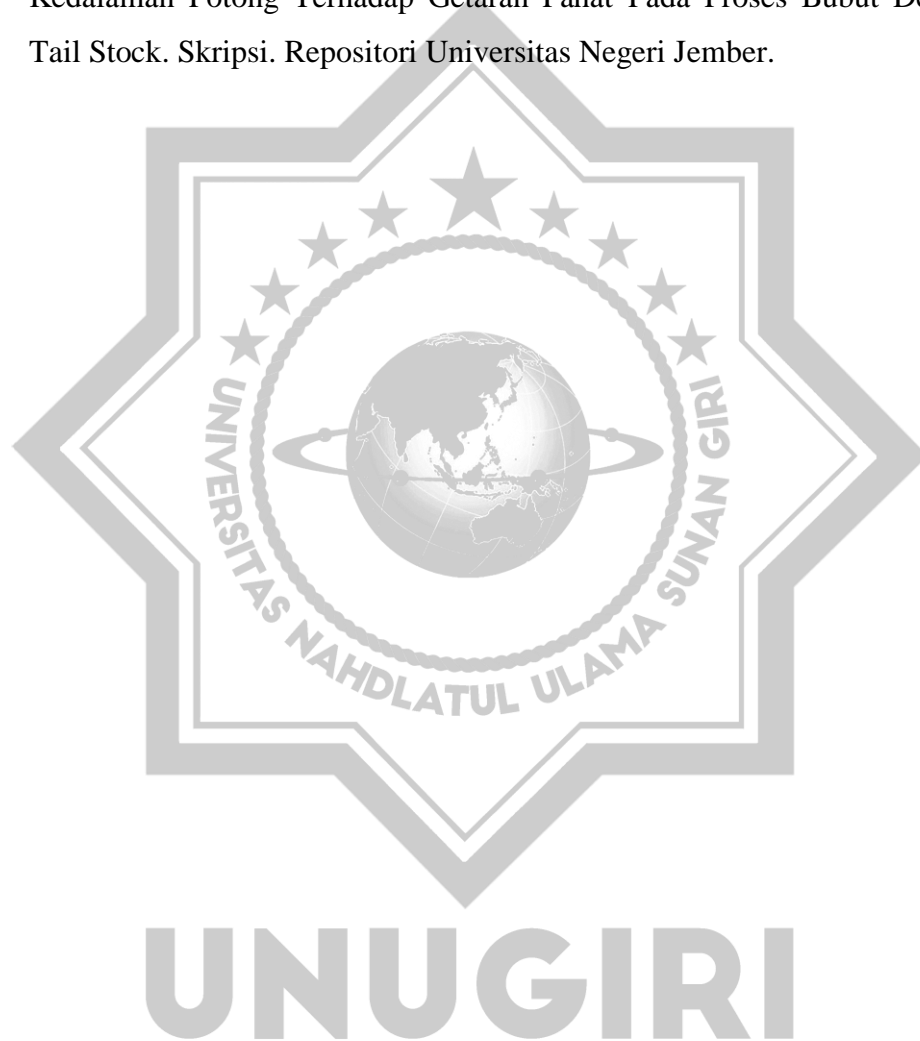 Kedalaman Potong Terhadap Getaran Pahat Pada Proses Bubut
Tail Stock. Skripsi. Repositori Universitas Negeri Jember.
UNIVERSITAS NAHDLATUL ULAMA SUNAN GIRI
UNUGIRI